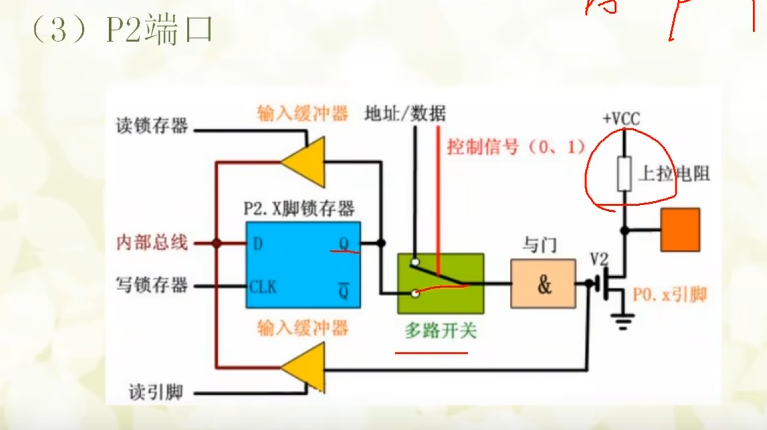 （3）P2端口
输入缓冲器
地址/数据
+VCC
读锁存器
控制信号（0、1）
上拉电阻
P2.X脚锁存器
内部总线
D
Q
与门
写锁存器
CLK
Q̅
&
V2
P0.x引脚
输入缓冲器
多路开关
读引脚